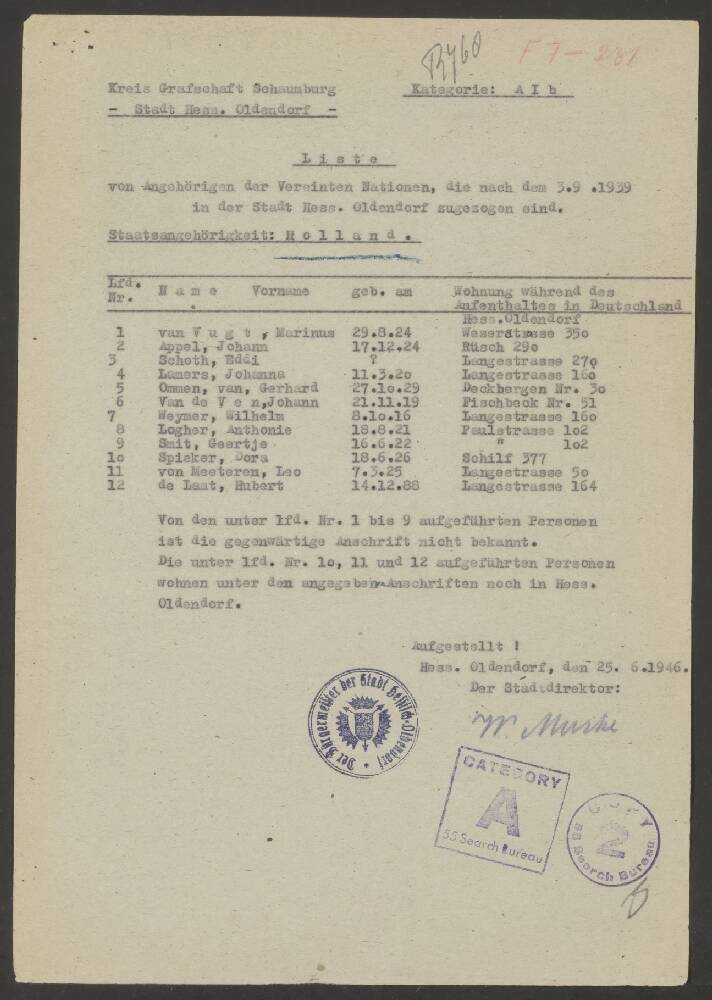 R460 F7-231
Kreis Grafschaft Schaumburg Kategorie: A I b
- Stadt Hess. Oldendorf -
Liste
von Angehörigen der Vereinten Nationen, die nach dem 3.9 .1939
in der Stadt Hess. Oldendorf zugezogen sind.
Staatsangehörigkeit: Holland.
Lfd. Nr. Name Vorname geb. am Wohnung während des Aufenthaltes in Deutschland
Hess.Oldendorf
1 van Vugt, Marinus 29.8.24 Weserstrasse 35o
2 Appel, Johann 17.12.24 Rüsch 29o
3 Schoth, Eddi ? Langestrasse 27o
4 Lamers, Johanna 11.3.2o Langestrasse 16o
5 Ommen, van, Gerhard 27.1o.29 Deckbergen Nr. 3o
6 Van de Ven,Johann 21.11.19 Fischbeck Nr. 51
7 Weymer, Wilhelm 8.1o.16 Langestrasse 16o
8 Logher, Anthonie 18.8.21 Paulstrasse 1o2
9 Smit, Geertje 16.6.22 " 1o2
1o Spieker, Dora 18.6.26 Schilf 377
11 von Meeteren, Leo 7.3.25 Langestrasse 5o
12 de Laat, Hubert 14.12.88 Langestrasse 164
Von den unter lfd. Nr. 1 bis 9 aufgeführten Personen
ist die gegenwärtige Anschrift nicht bekannt.
Die unter lfd. Nr. 1o, 11 und 12 aufgeführten Personen
wohnen unter den angegeben Anschriften noch in Hess.
Oldendorf.
Aufgestellt !
Hess. Oldendorf, den 25. 6.1946.
Der Stadtdirektor:
Der Bürgermeister der Stadt Hessisch-Oldendorf
CATEGORY
A
SS Search Bureau
COPY
2
SS Search Bureau